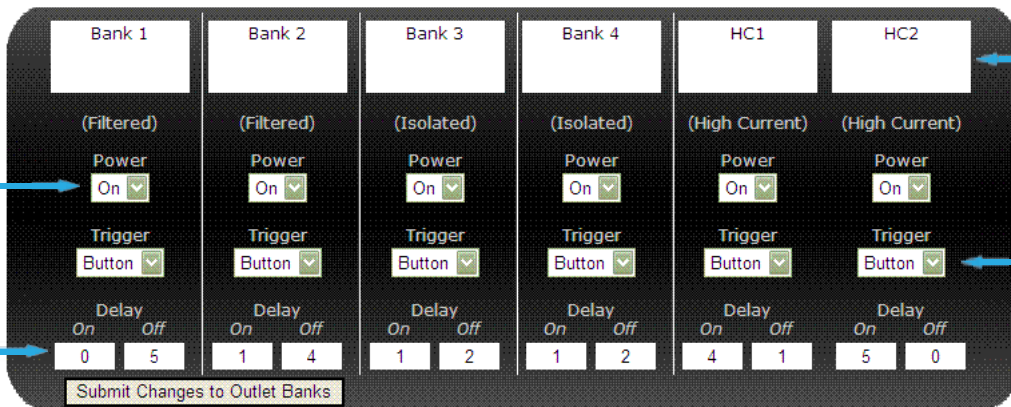 Bank 1 Bank 2 Bank 3 Bank 4 HC1 HC2
(Filtered) (Filtered) (Isolated) (Isolated) (High Current) (High Current)
Power Power Power Power Power Power
On On On On On On
Trigger Trigger Trigger Trigger Trigger Trigger
Button Button Button Button Button Button
Delay Delay Delay Delay Delay Delay
On Off On Off On Off On Off On Off On Off
0 5 1 4 1 2 1 2 4 1 5 0
Submit Changes to Outlet Banks